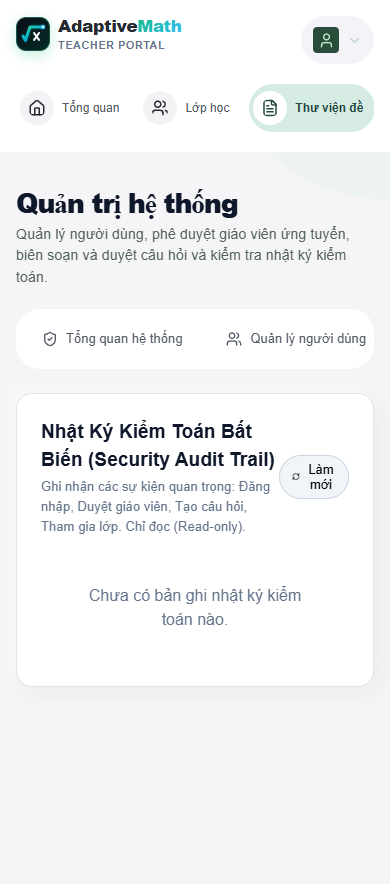 AdaptiveMath
TEACHER PORTAL
Tổng quan
Lớp học
Thư viện đề
Quản trị hệ thống
Quản lý người dùng, phê duyệt giáo viên ứng tuyển,
biên soạn và duyệt câu hỏi và kiểm tra nhật ký kiểm
toán.
Tổng quan hệ thống
Quản lý người dùng
Nhật Ký Kiểm Toán Bất
Biến (Security Audit Trail)
Ghi nhận các sự kiện quan trọng: Đăng
nhập, Duyệt giáo viên, Tạo câu hỏi,
Tham gia lớp. Chỉ đọc (Read-only).
Làm
mới
Chưa có bản ghi nhật ký kiểm
toán nào.